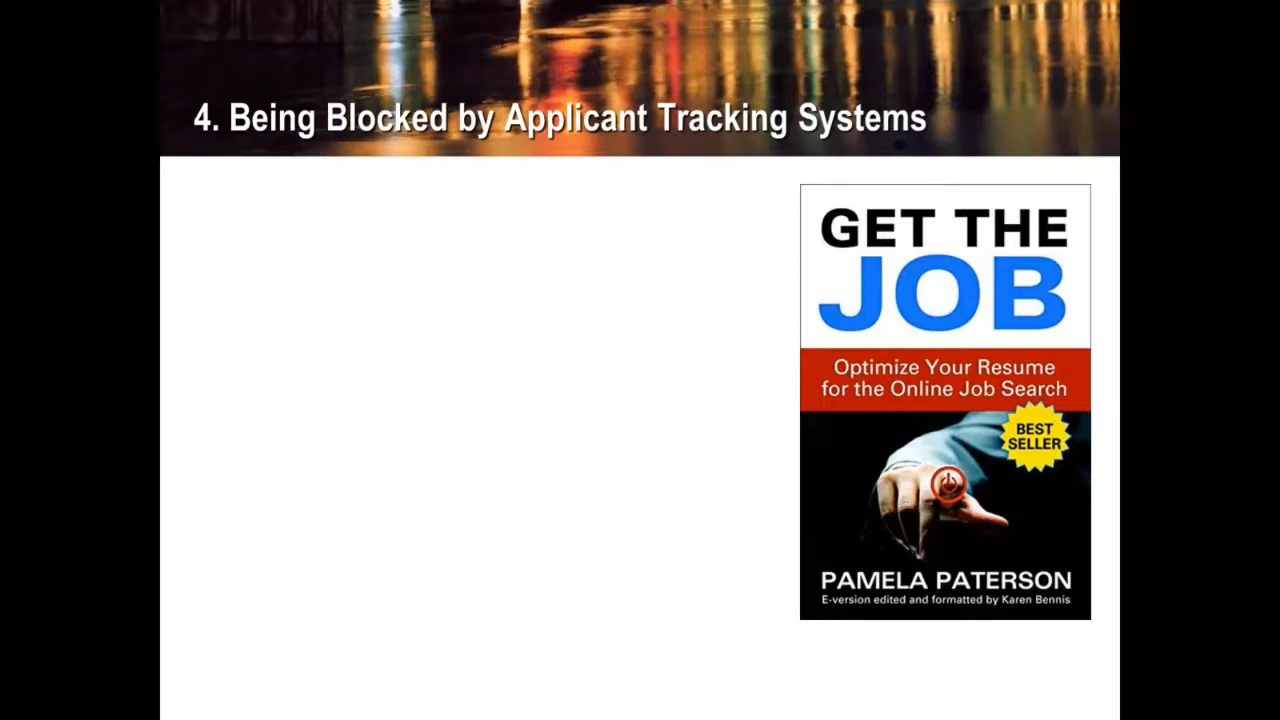 4. Being Blocked by Applicant Tracking Systems
GET THE
JOB
Optimize Your Resume
for the Online Job Search
BEST
SELLER
PAMELA PATERSON
E-version edited and formatted by Karen Bennis